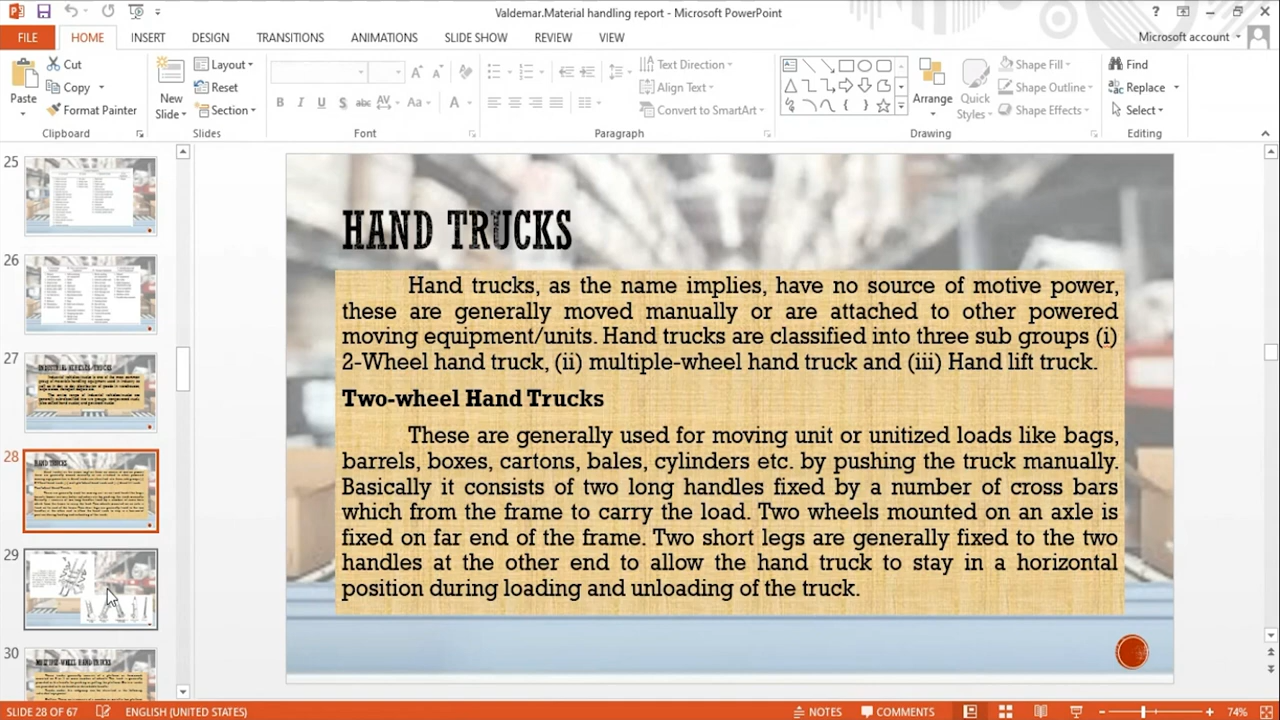 Valdemar.Material handling report - Microsoft PowerPoint
?
FILE
HOME
INSERT
DESIGN
TRANSITIONS
ANIMATIONS
SLIDE SHOW
REVIEW
VIEW
Microsoft account
Paste
Cut
Copy
Format Painter
Clipboard
New
Slide
Layout
Reset
Section
Slides
B I U S abc AV Aa A
Font
Text Direction
Align Text
Convert to SmartArt
Paragraph
Arrange
Quick
Styles
Shape Fill
Shape Outline
Shape Effects
Drawing
Find
Replace
Select
Editing
25
26
27
28
29
30
HAND TRUCKS
Hand trucks, as the name implies, have no source of motive power,
these are generally moved manually or are attached to other powered
moving equipment/units. Hand trucks are classified into three sub groups (i)
2-Wheel hand truck, (ii) multiple-wheel hand truck and (iii) Hand lift truck.
Two-wheel Hand Trucks
These are generally used for moving unit or unitized loads like bags,
barrels, boxes, cartons, bales, cylinders etc. by pushing the truck manually.
Basically it consists of two long handles fixed by a number of cross bars
which from the frame to carry the load. Two wheels mounted on an axle is
fixed on far end of the frame. Two short legs are generally fixed to the two
handles at the other end to allow the hand truck to stay in a horizontal
position during loading and unloading of the truck.
SLIDE 28 OF 67
ENGLISH (UNITED STATES)
NOTES
COMMENTS
74%